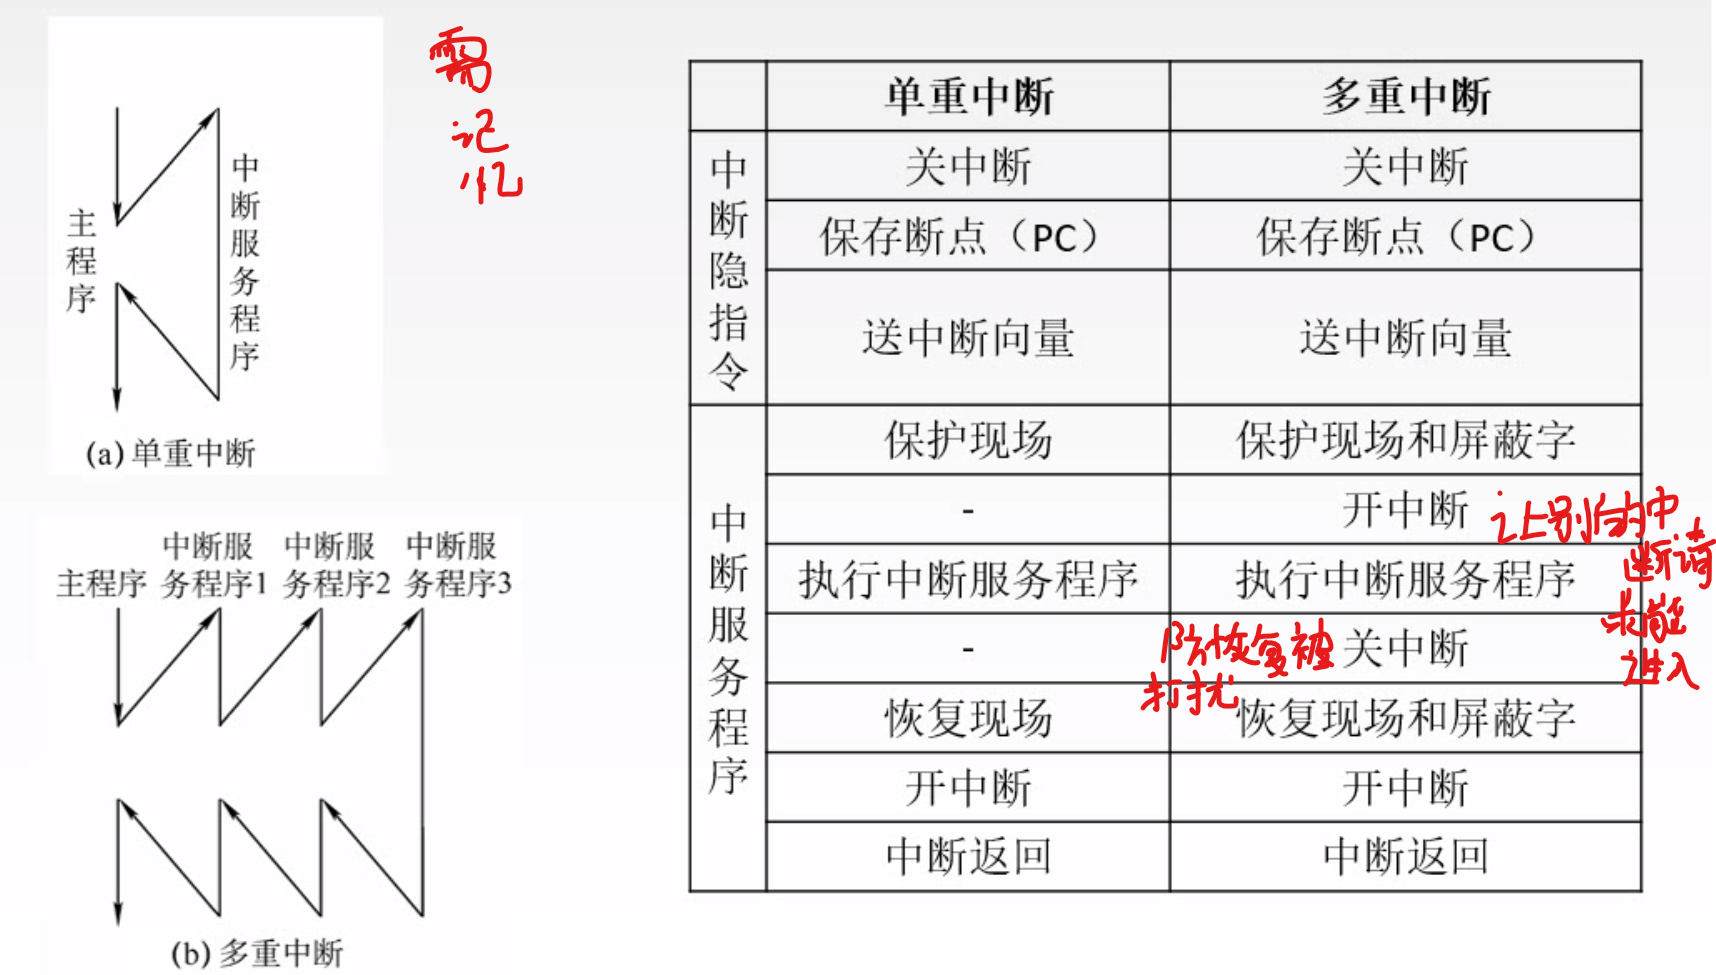 主程序
中断服务程序
(a) 单重中断
需
记
忆
主程序
中断服务程序1
中断服务程序2
中断服务程序3
(b) 多重中断
单重中断 多重中断
中断隐指令
关中断 关中断
保存断点（PC） 保存断点（PC）
送中断向量 送中断向量
中断服务程序
保护现场 保护现场和屏蔽字
- 开中断
让别的中
断请
求能
进入
执行中断服务程序 执行中断服务程序
- 关中断
防恢复被
打扰
恢复现场 恢复现场和屏蔽字
开中断 开中断
中断返回 中断返回